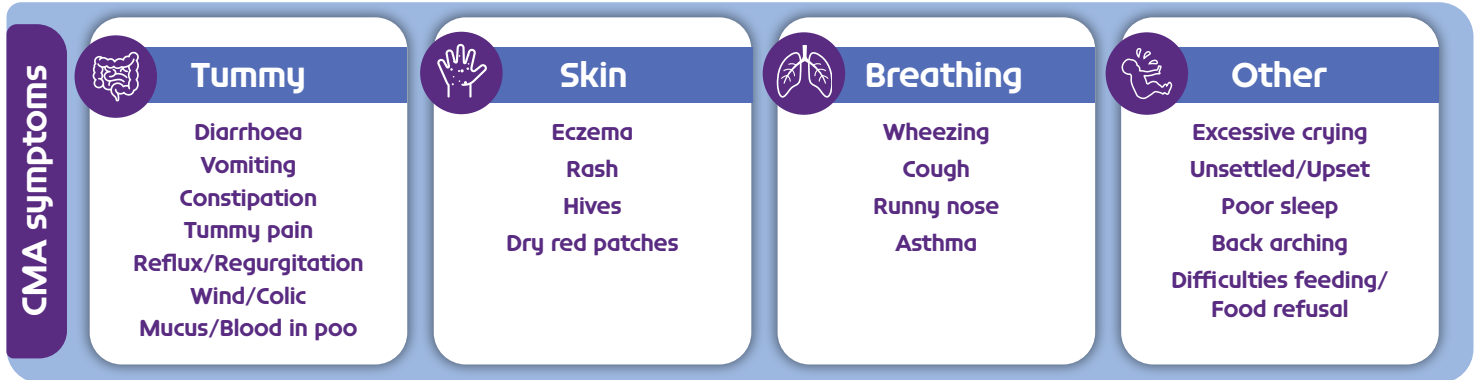 CMA symptoms
Tummy
Diarrhoea
Vomiting
Constipation
Tummy pain
Reflux/Regurgitation
Wind/Colic
Mucus/Blood in poo
Skin
Eczema
Rash
Hives
Dry red patches
Breathing
Wheezing
Cough
Runny nose
Asthma
Other
Excessive crying
Unsettled/Upset
Poor sleep
Back arching
Difficulties feeding/
Food refusal